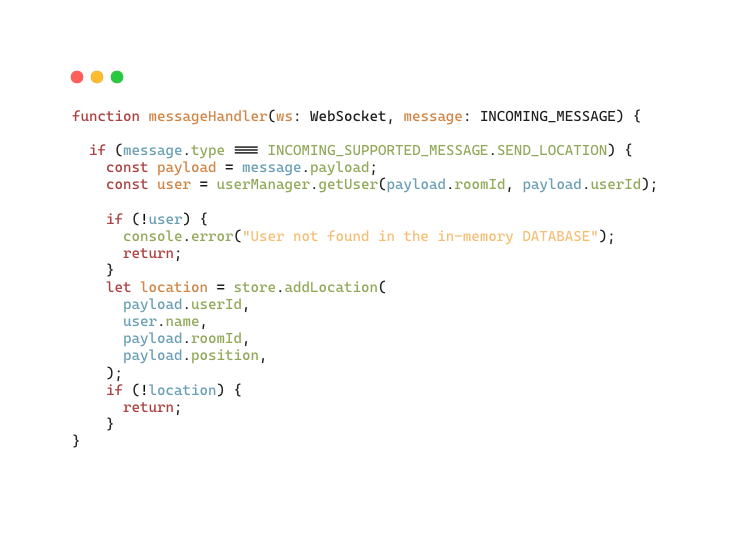 function messageHandler(ws: WebSocket, message: INCOMING_MESSAGE) {
if (message.type === INCOMING_SUPPORTED_MESSAGE.SEND_LOCATION) {
const payload = message.payload;
const user = userManager.getUser(payload.roomId, payload.userId);
if (!user) {
console.error("User not found in the in-memory DATABASE");
return;
}
let location = store.addLocation(
payload.userId,
user.name,
payload.roomId,
payload.position,
);
if (!location) {
return;
}
}